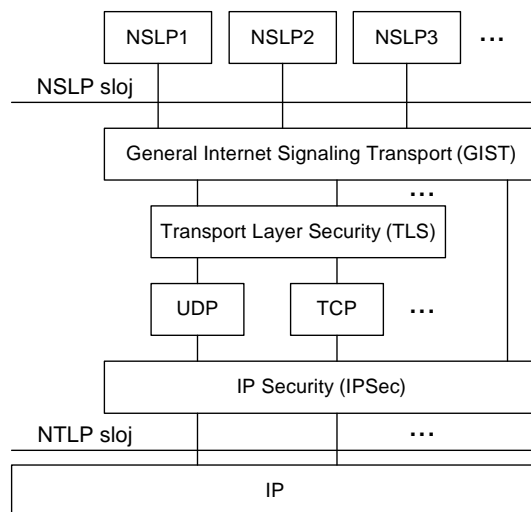 NSLP1 NSLP2 NSLP3 ...
NSLP sloj
General Internet Signaling Transport (GIST)
...
Transport Layer Security (TLS)
UDP TCP ...
IP Security (IPSec)
NTLP sloj ...
IP